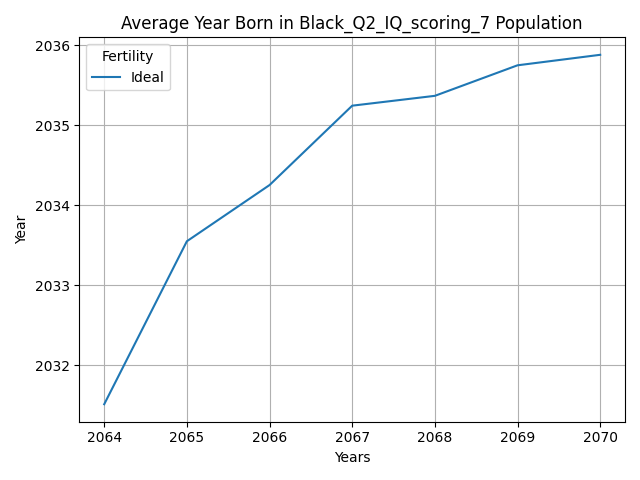 Average Year Born in Black_Q2_IQ_scoring_7 Population
Fertility
Ideal
2036
2035
2034
2033
2032
Year
2064 2065 2066 2067 2068 2069 2070
Years